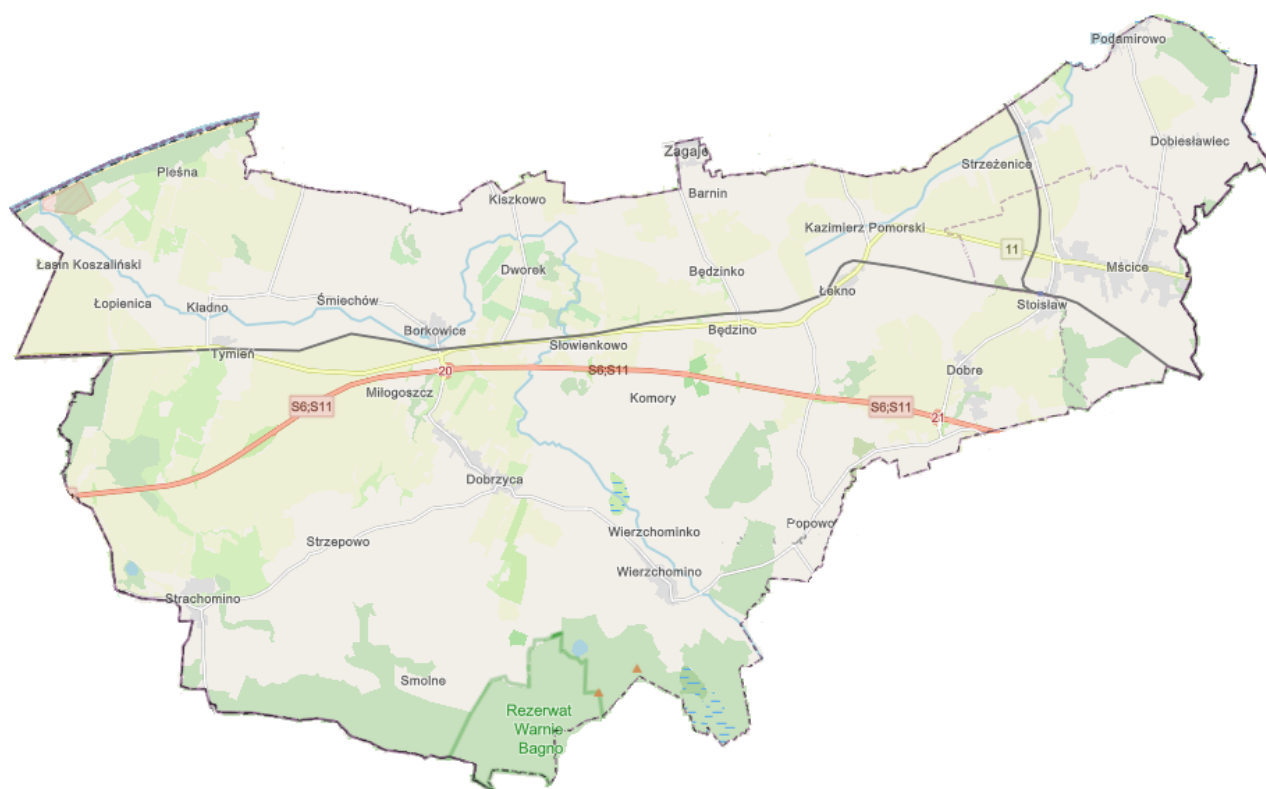 Podamirowo
Dobiesławiec
Zagaje
Strzeżenice
Pleśna
Kiszkowo
Barnin
Kazimierz Pomorski
11
Łasin Koszaliński
Dworek
Będzinko
Mścice
Łopienica
Kładno
Śmiechów
Łękno
Stoisław
Borkowice
Będzino
Tymień
Słowienkowo
20
S6;S11
Dobre
Miłogoszcz
Komory
S6;S11
S6;S11
21
Dobrzyca
Popowo
Strzepowo
Wierzchominko
Wierzchomino
Strachomino
Smolne
Rezerwat
Warnie
Bagno